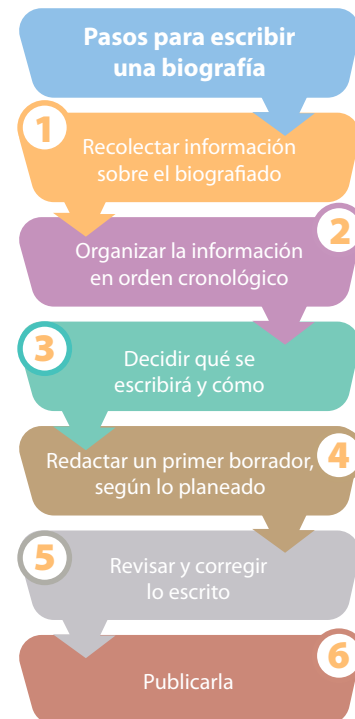 Pasos para escribir
una biografía
1
Recolectar información
sobre el biografiado
2
Organizar la información
en orden cronológico
3
Decidir qué se
escribirá y cómo
4
Redactar un primer borrador,
según lo planeado
5
Revisar y corregir
lo escrito
6
Publicarla